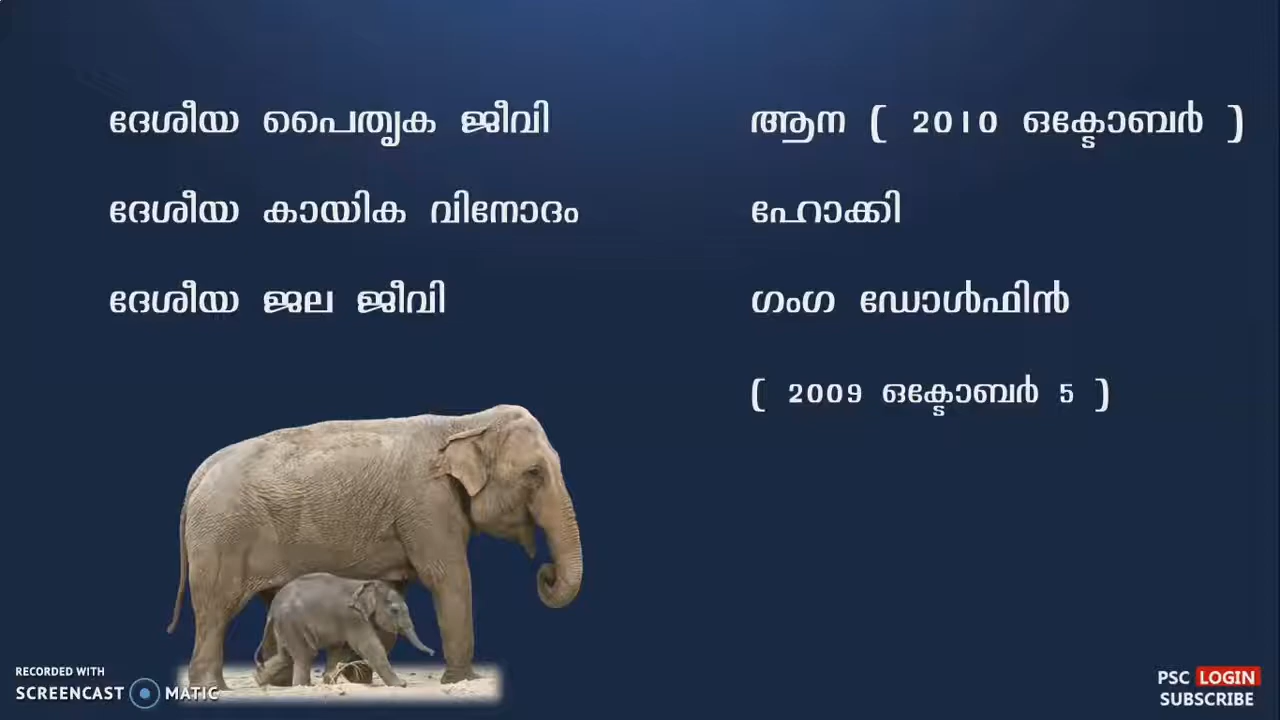 ദേശീയ പൈതൃക ജീവി ആന ( 2010 ഒക്ടോബർ )
ദേശീയ കായിക വിനോദം ഹോക്കി
ദേശീയ ജല ജീവി ഗംഗ ഡോൾഫിൻ
( 2009 ഒക്ടോബർ 5 )
RECORDED WITH
SCREENCAST MATIC
PSC LOGIN
SUBSCRIBE